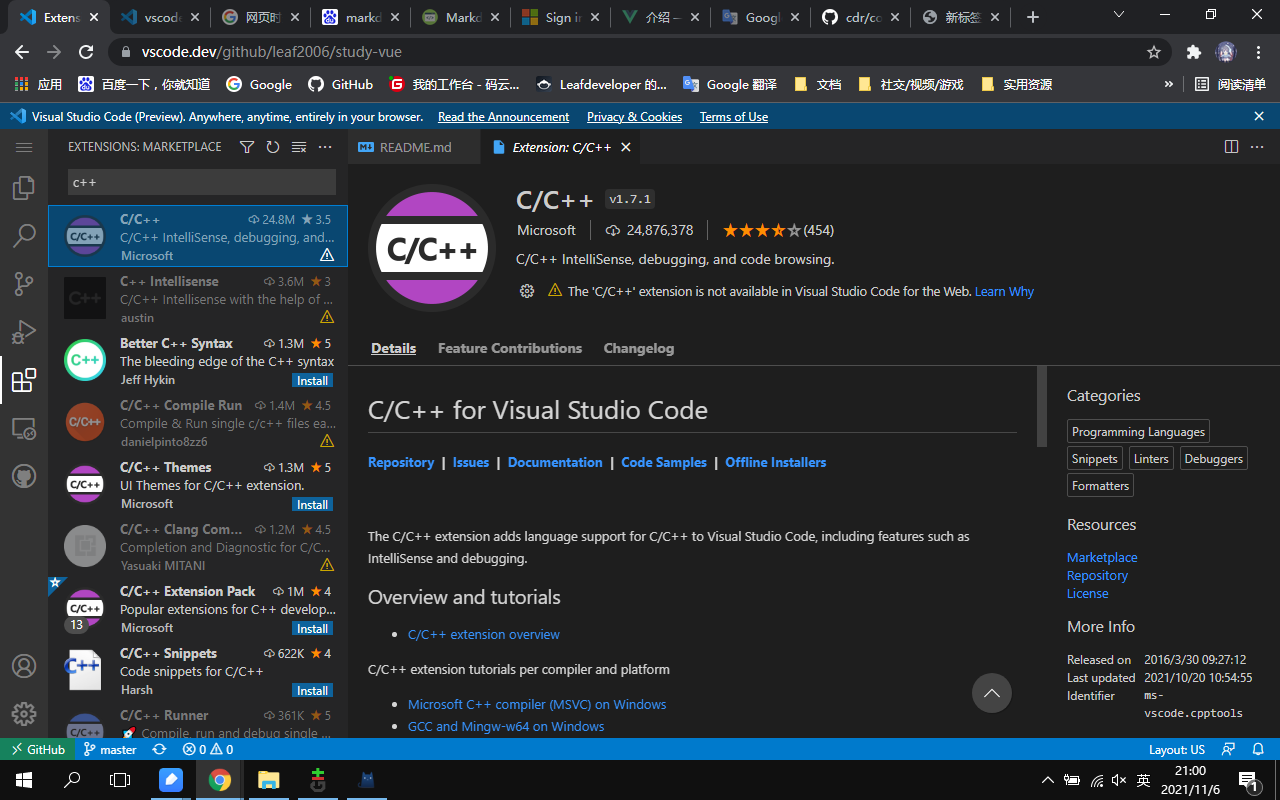 Extens
vscode
网页时
markd
Markd
Sign in
介绍 —
Google
cdr/co
新标签
vscode.dev/github/leaf2006/study-vue
应用
百度一下，你就知道
Google
GitHub
我的工作台 - 码云...
Leafdeveloper 的...
Google 翻译
文档
社交/视频/游戏
实用资源
»
阅读清单
Visual Studio Code (Preview). Anywhere, anytime, entirely in your browser. Read the Announcement Privacy & Cookies Terms of Use
EXTENSIONS: MARKETPLACE
c++
C/C++ 24.8M ★ 3.5
C/C++ IntelliSense, debugging, and...
Microsoft
C++ Intellisense 3.6M ★ 3
C/C++ Intellisense with the help of ...
austin
Better C++ Syntax 1.3M ★ 5
The bleeding edge of the C++ syntax
Jeff Hykin Install
C/C++ Compile Run 1.4M ★ 4.5
Compile & Run single c/c++ files ea...
danielpinto8zz6
C/C++ Themes 1.3M ★ 5
UI Themes for C/C++ extension.
Microsoft Install
C/C++ Clang Com... 1.2M ★ 4.5
Completion and Diagnostic for C/C...
Yasuaki MITANI
C/C++ Extension Pack 1M ★ 4
Popular extensions for C++ develop...
13
Microsoft Install
C/C++ Snippets 622K ★ 4
Code snippets for C/C++
Harsh Install
C/C++ Runner 361K ★ 5
🚀 Compile, run and debug single ...
README.md
Extension: C/C++
C/C++
C/C++ v1.7.1
Microsoft 24,876,378 (454)
C/C++ IntelliSense, debugging, and code browsing.
The 'C/C++' extension is not available in Visual Studio Code for the Web. Learn Why
Details Feature Contributions Changelog
C/C++ for Visual Studio Code
Repository | Issues | Documentation | Code Samples | Offline Installers
The C/C++ extension adds language support for C/C++ to Visual Studio Code, including features such as
IntelliSense and debugging.
Overview and tutorials
• C/C++ extension overview
C/C++ extension tutorials per compiler and platform
• Microsoft C++ compiler (MSVC) on Windows
• GCC and Mingw-w64 on Windows
Categories
Programming Languages
Snippets Linters Debuggers
Formatters
Resources
Marketplace
Repository
License
More Info
Released on 2016/3/30 09:27:12
Last updated 2021/10/20 10:54:55
Identifier ms-
vscode.cpptools
GitHub master 0 0 Layout: US
英
21:00
2021/11/6
1